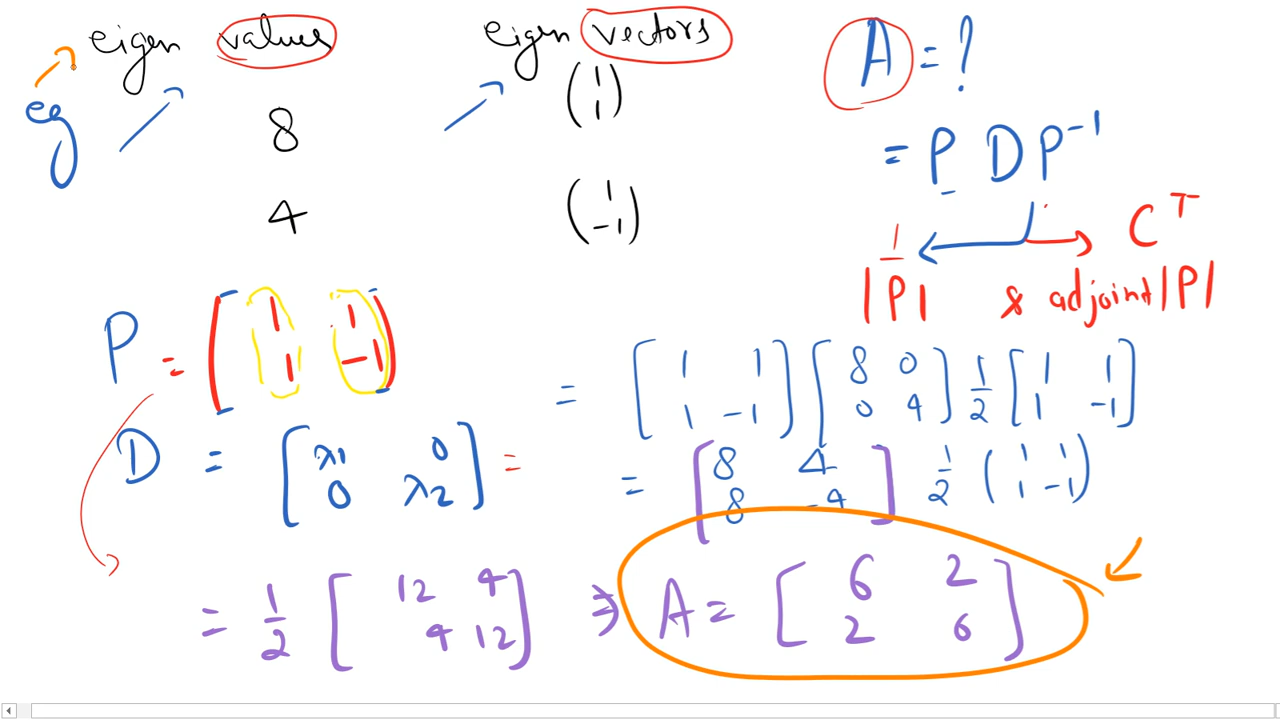 eigen values eigen vectors
eg
8 (1 1)
4 (1 -1)
A = ?
= P D P⁻¹
1 / |P| & adjoint |P| Cᵀ
P = [1 1; 1 -1]
D = [λ1 0; 0 λ2] =
= [1 1; 1 -1] [8 0; 0 4] 1/2 [1 1; 1 -1]
= [8 4; 8 -4] 1/2 (1 1; 1 -1)
= 1/2 [12 4; 4 12] ⇒ A = [6 2; 2 6]